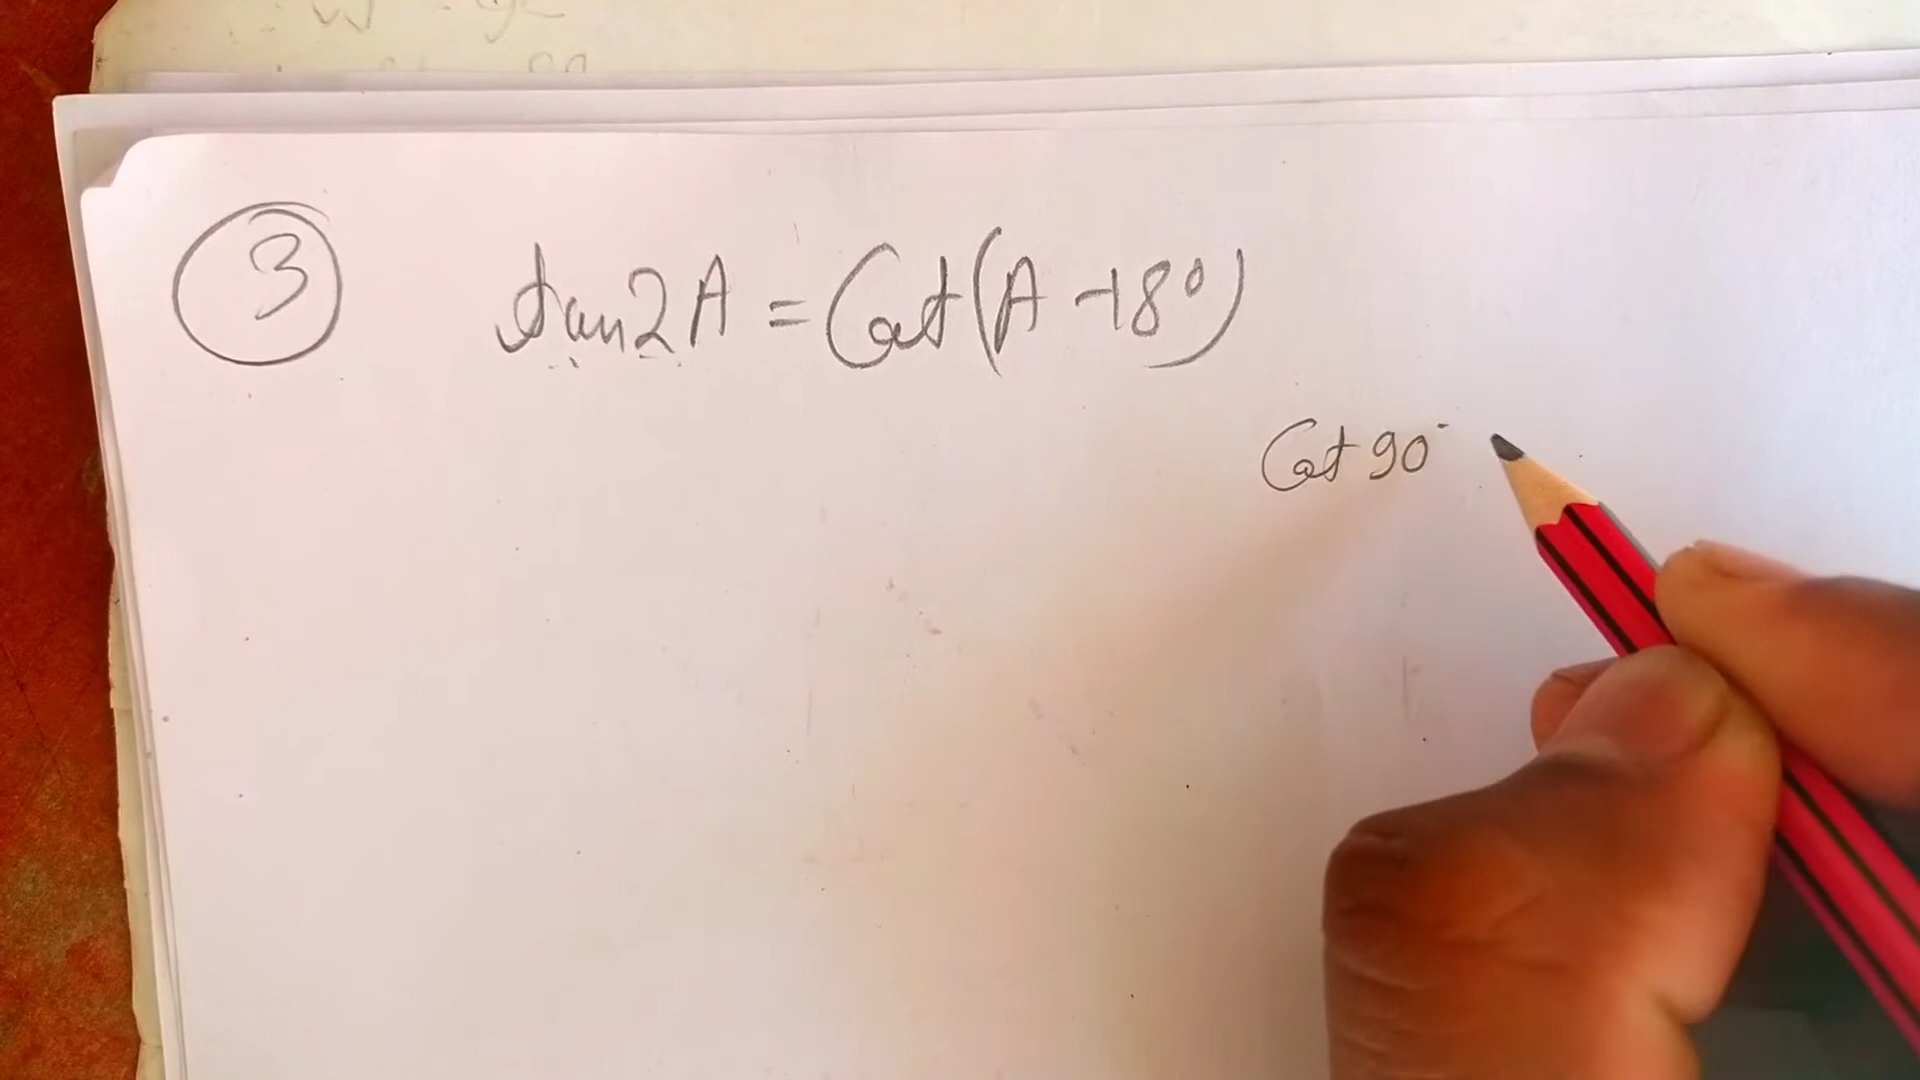 3 tan2A = Cot(A-18°)
Cot 90